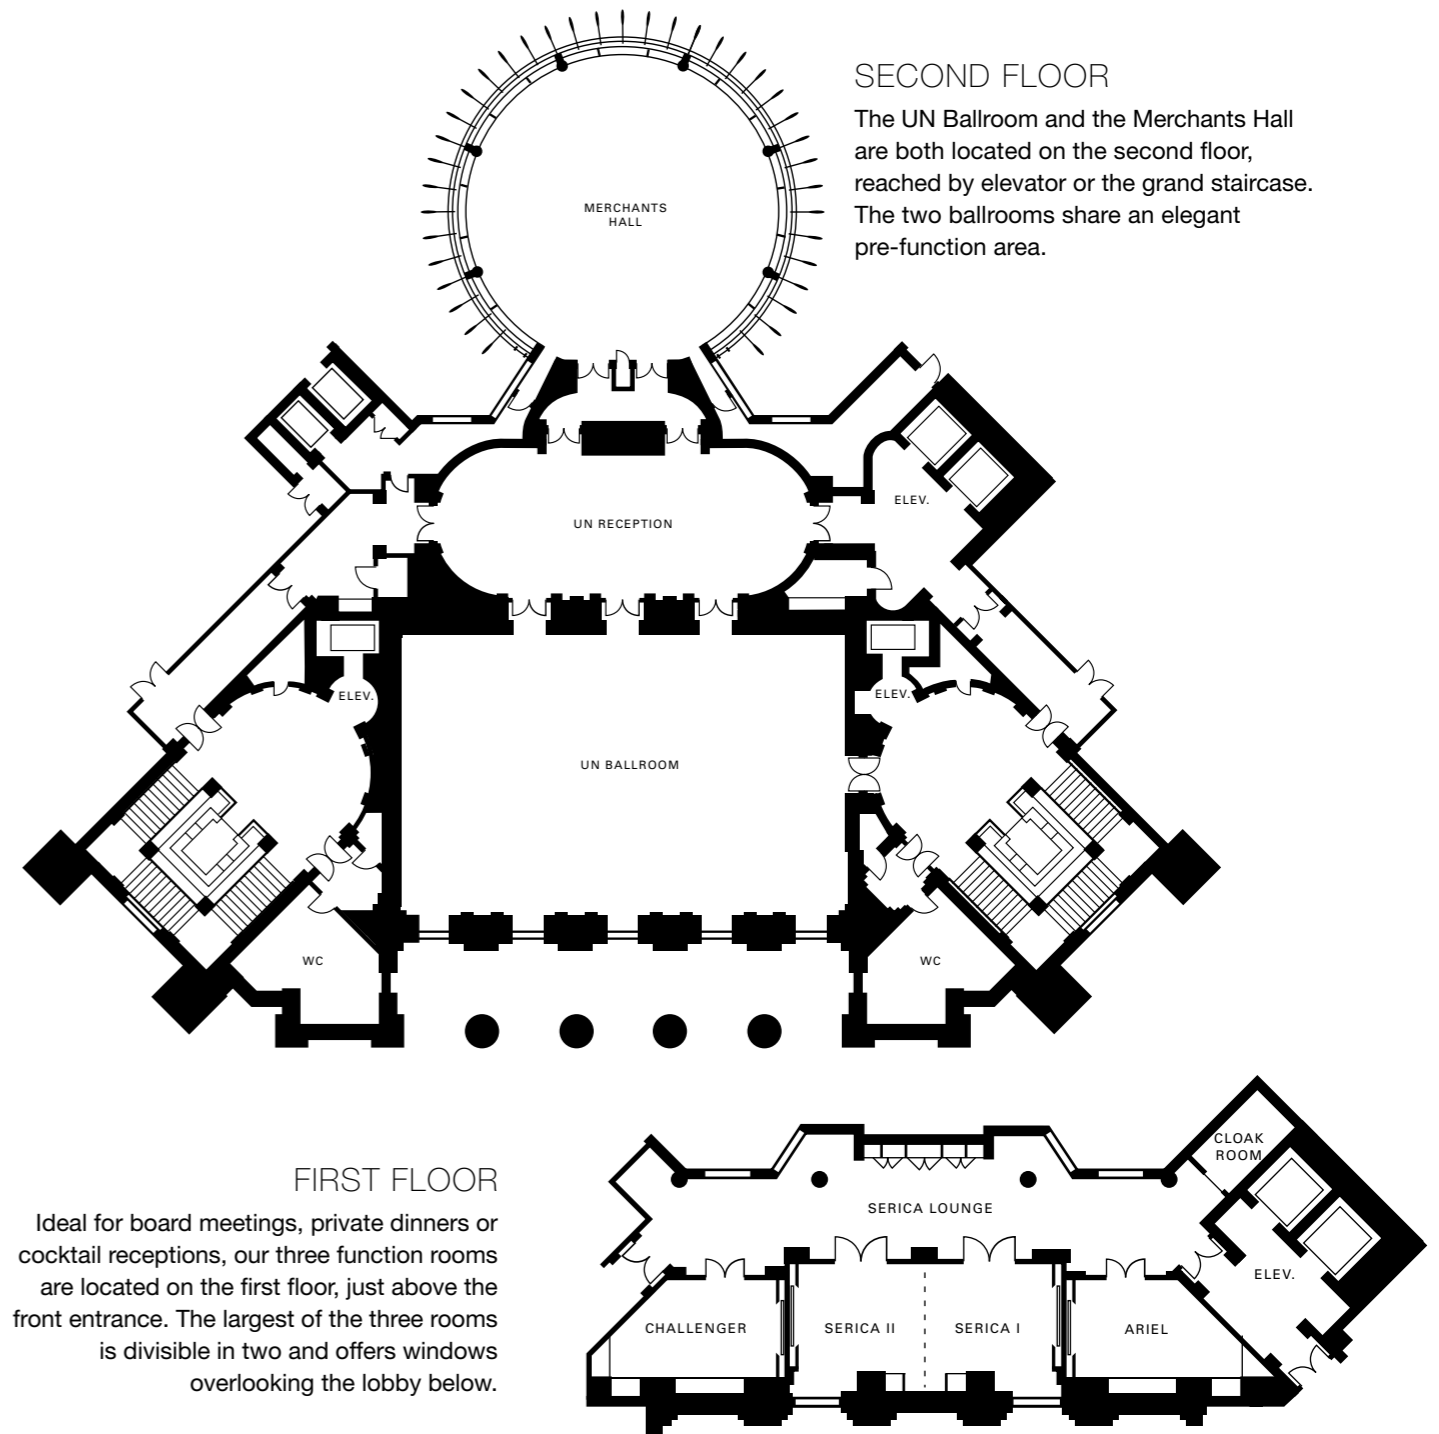 SECOND FLOOR
The UN Ballroom and the Merchants Hall
are both located on the second floor,
reached by elevator or the grand staircase.
The two ballrooms share an elegant
pre-function area.
MERCHANTS
HALL
UN RECEPTION
ELEV.
ELEV.
ELEV.
UN BALLROOM
WC
WC
FIRST FLOOR
Ideal for board meetings, private dinners or
cocktail receptions, our three function rooms
are located on the first floor, just above the
front entrance. The largest of the three rooms
is divisible in two and offers windows
overlooking the lobby below.
CLOAK
ROOM
SERICA LOUNGE
ELEV.
CHALLENGER
SERICA II
SERICA I
ARIEL